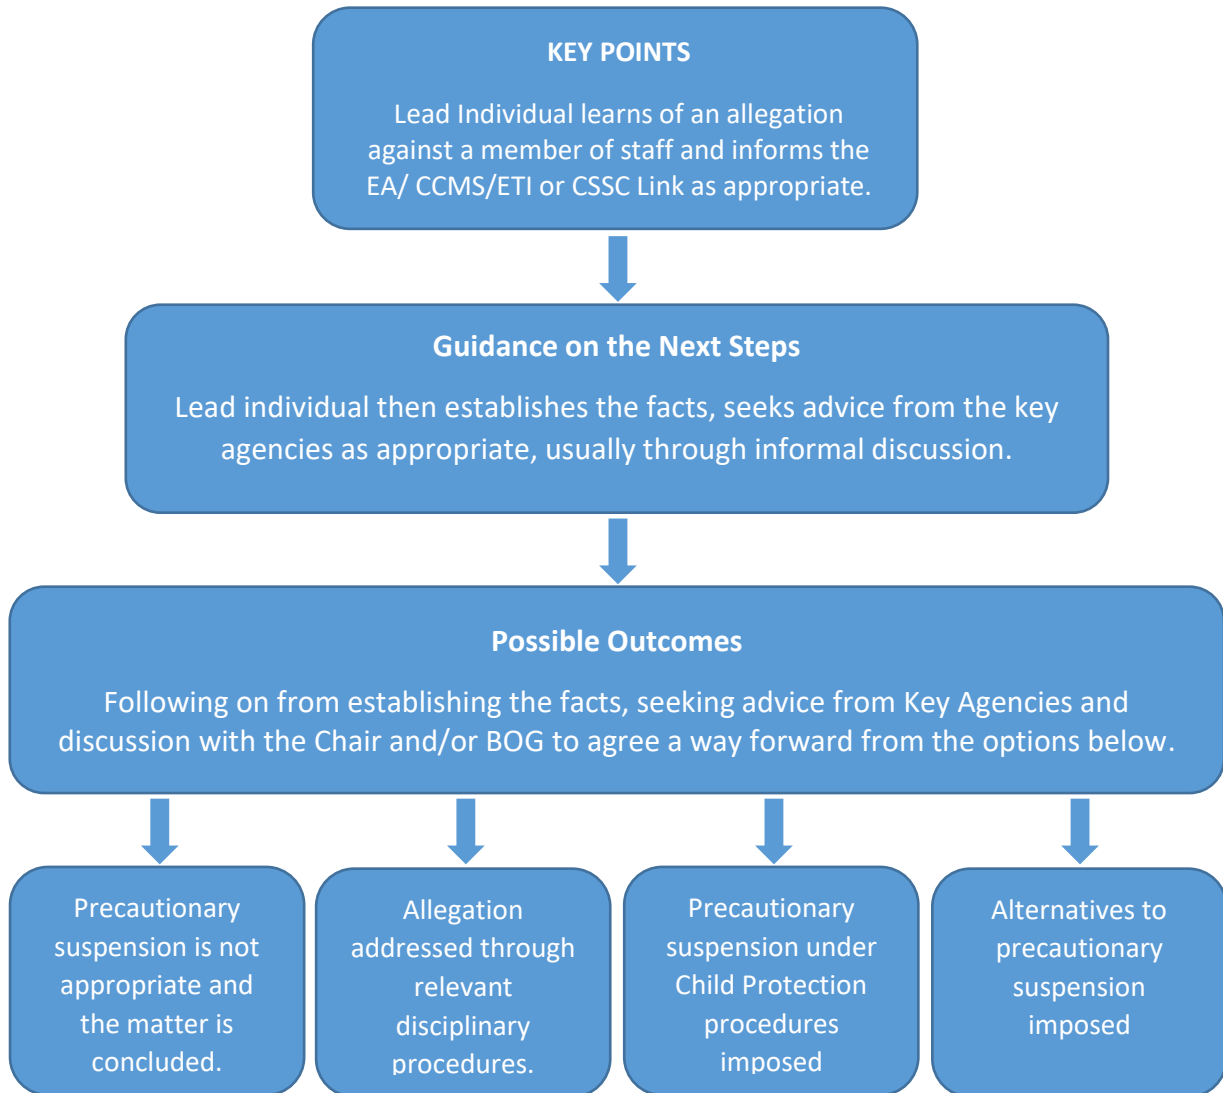 KEY POINTS
Lead Individual learns of an allegation
against a member of staff and informs the
EA/ CCMS/ETI or CSSC Link as appropriate.
Guidance on the Next Steps
Lead individual then establishes the facts, seeks advice from the key
agencies as appropriate, usually through informal discussion.
Possible Outcomes
Following on from establishing the facts, seeking advice from Key Agencies and
discussion with the Chair and/or BOG to agree a way forward from the options below.
Precautionary
suspension is not
appropriate and
the matter is
concluded.
Allegation
addressed through
relevant
disciplinary
procedures.
Precautionary
suspension under
Child Protection
procedures
imposed
Alternatives to
precautionary
suspension
imposed